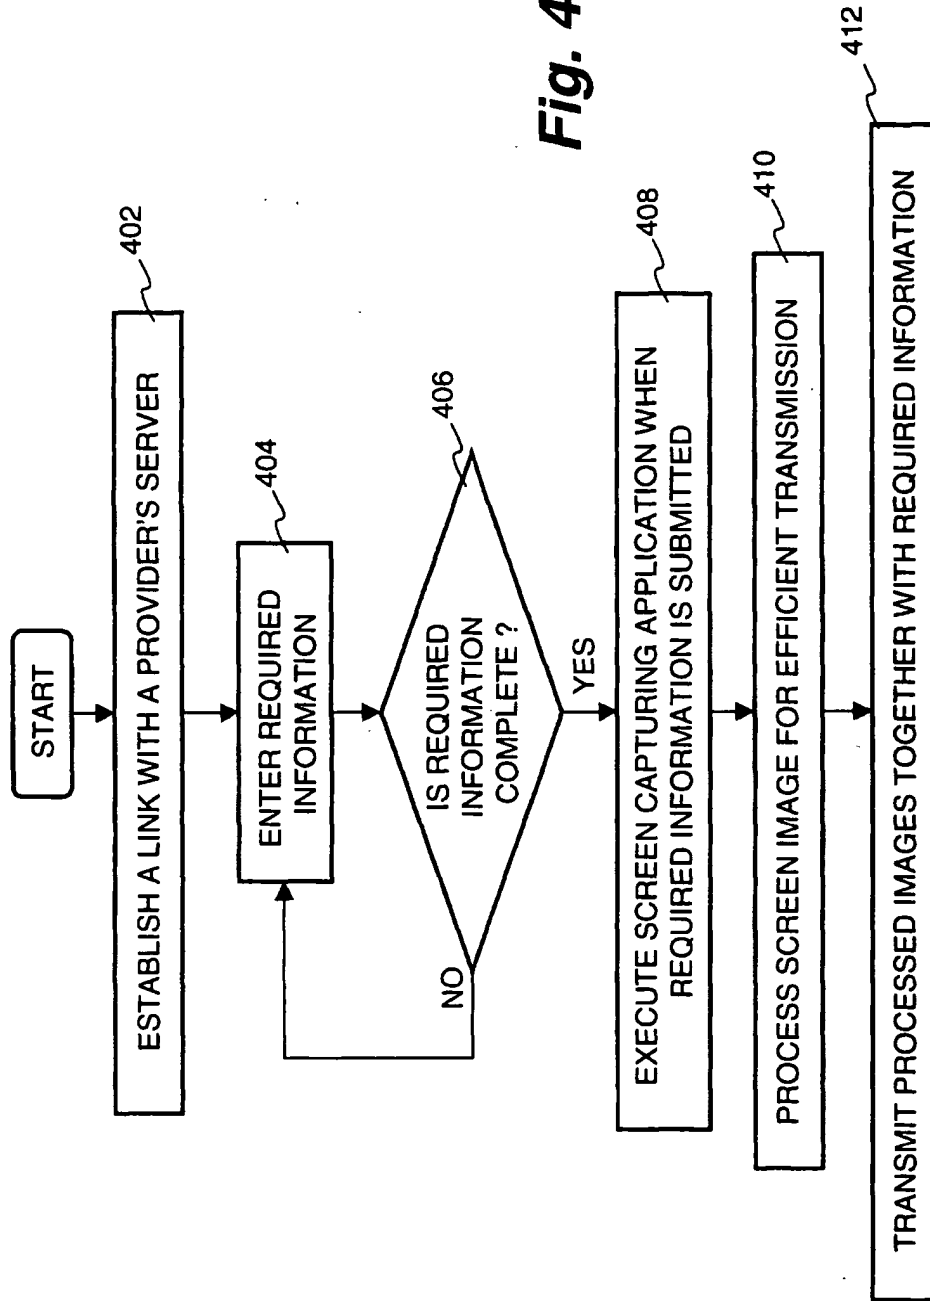 START
ESTABLISH A LINK WITH A PROVIDER'S SERVER
402
ENTER REQUIRED
INFORMATION
404
IS REQUIRED
INFORMATION
COMPLETE ?
406
NO
YES
EXECUTE SCREEN CAPTURING APPLICATION WHEN
REQUIRED INFORMATION IS SUBMITTED
408
PROCESS SCREEN IMAGE FOR EFFICIENT TRANSMISSION
410
TRANSMIT PROCESSED IMAGES TOGETHER WITH REQUIRED INFORMATION
412
Fig. 4